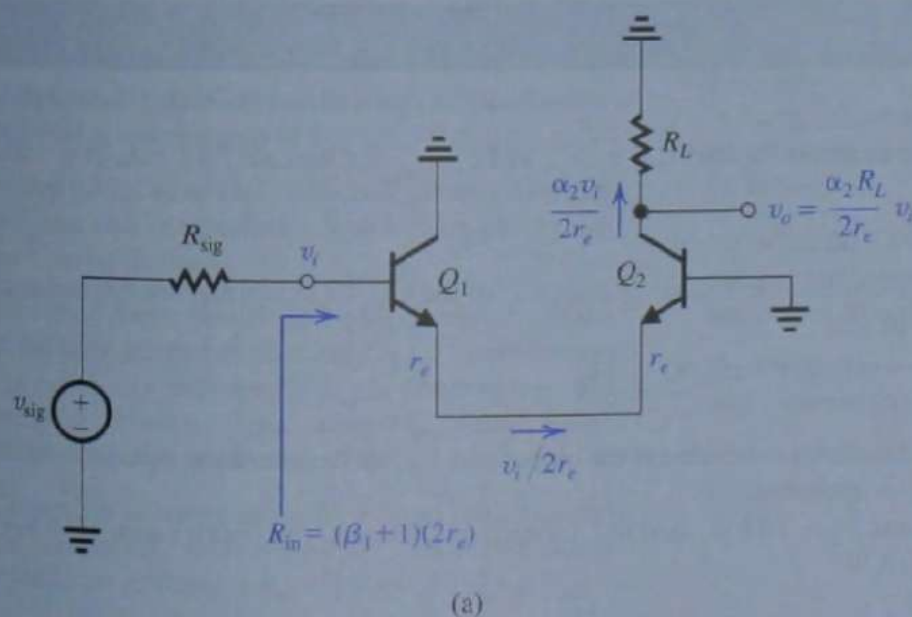 R_L
α₂v_i / 2r_e
v_o = α₂R_L / 2r_e v_i
R_sig
v_i
Q₁
Q₂
r_e
r_e
v_sig
+
−
v_i/2r_e
R_in = (β₁+1)(2r_e)
(a)